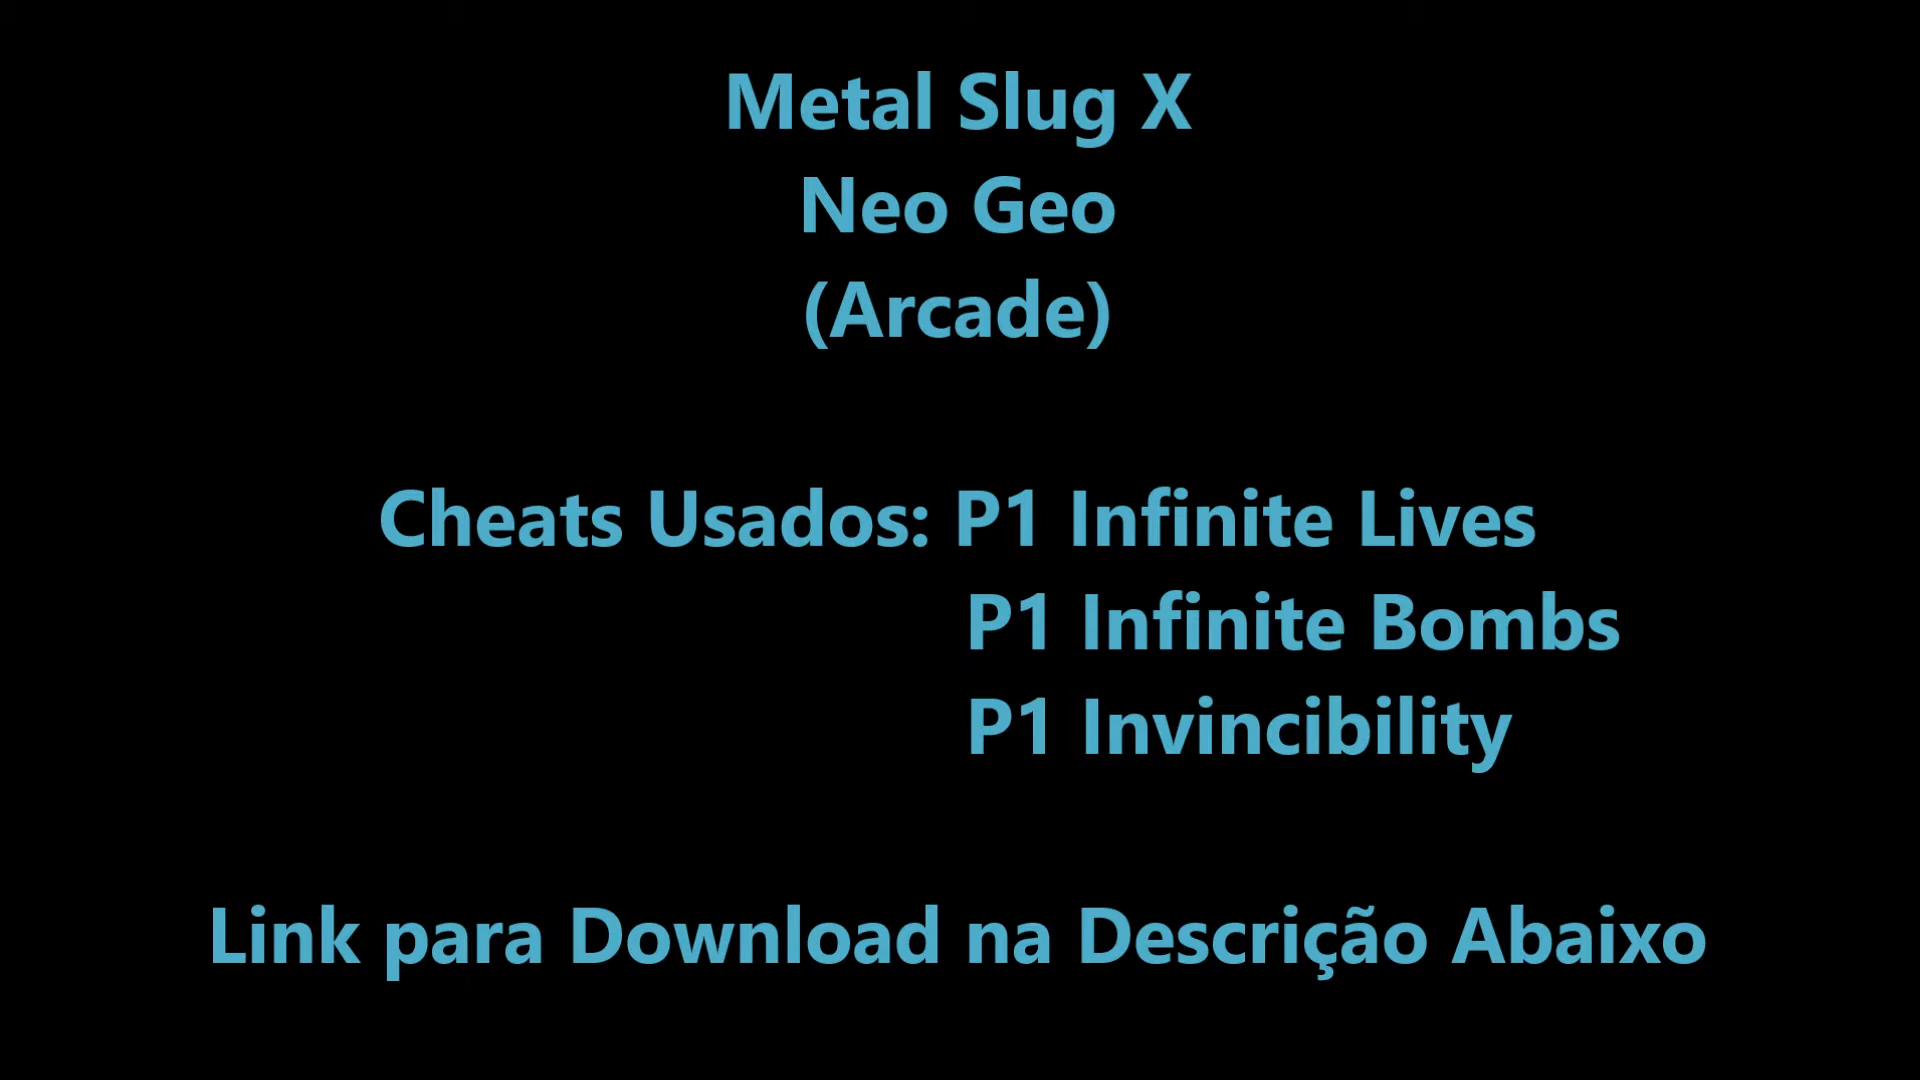 Metal Slug X
Neo Geo
(Arcade)
Cheats Usados: P1 Infinite Lives
P1 Infinite Bombs
P1 Invincibility
Link para Download na Descrição Abaixo